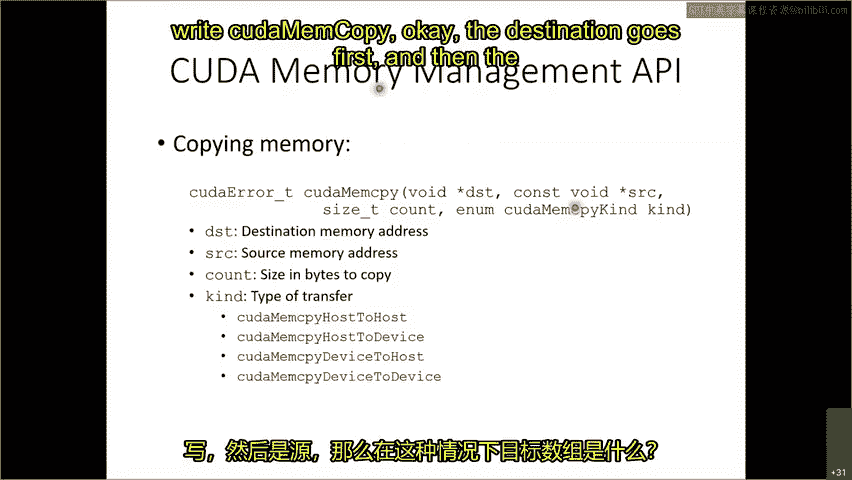 write cudaMemCopy, okay, the destination goes
first, and then the
CUDA Memory Management API
• Copying memory:
cudaError_t cudaMemcpy(void *dst, const void *src,
size_t count, enum cudaMemcpyKind kind)
• dst: Destination memory address
• src: Source memory address
• count: Size in bytes to copy
• kind: Type of transfer
• cudaMemcpyHostToHost
• cudaMemcpyHostToDevice
• cudaMemcpyDeviceToHost
• cudaMemcpyDeviceToDevice
写，然后是源，那么在这种情况下目标数组是什么？
+31